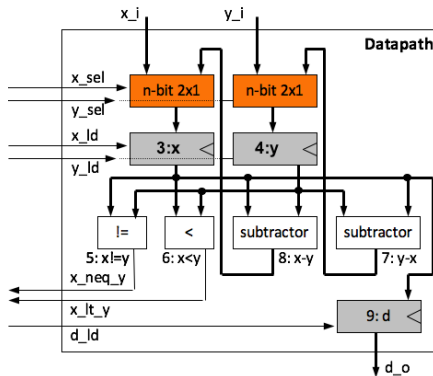 x_i
y_i
Datapath
x_sel
n-bit 2x1
n-bit 2x1
y_sel
x_ld
3:x
4:y
y_ld
!=
<
subtractor
subtractor
5: x!=y
6: x<y
8: x-y
7: y-x
x_neq_y
x_lt_y
9: d
d_ld
d_o